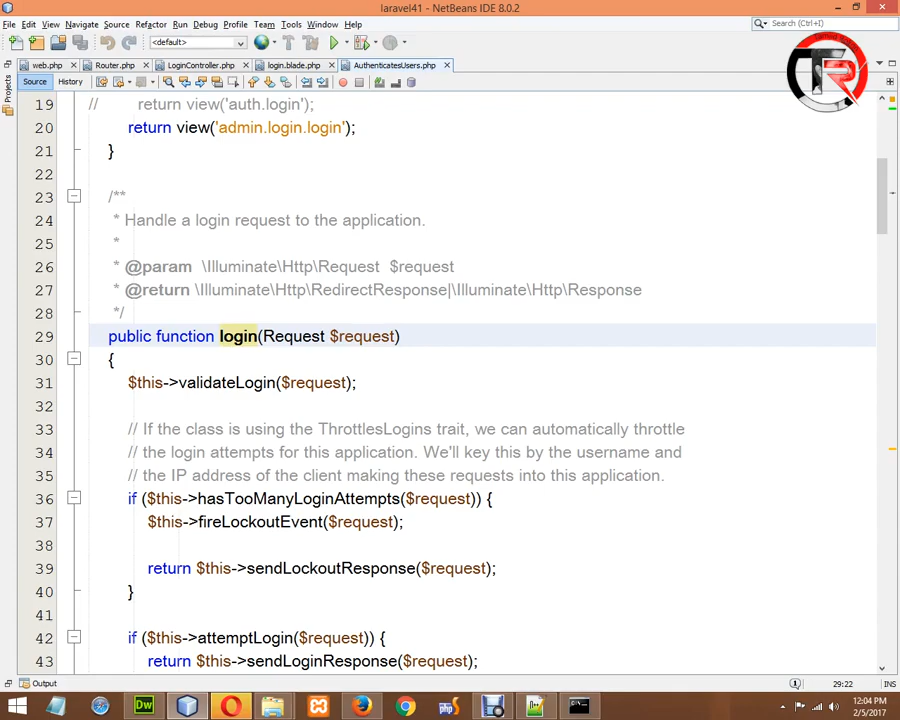 laravel41 - NetBeans IDE 8.0.2
File Edit View Navigate Source Refactor Run Debug Profile Team Tools Window Help
<default>
Search (Ctrl+I)
web.php Router.php LoginController.php login.blade.php AuthenticatesUsers.php
Source History
Projects
19 // return view('auth.login');
20 return view('admin.login.login');
21 }
22
23 /**
24 * Handle a login request to the application.
25 *
26 * @param \Illuminate\Http\Request $request
27 * @return \Illuminate\Http\RedirectResponse|\Illuminate\Http\Response
28 */
29 public function login(Request $request)
30 {
31 $this->validateLogin($request);
32
33 // If the class is using the ThrottlesLogins trait, we can automatically throttle
34 // the login attempts for this application. We'll key this by the username and
35 // the IP address of the client making these requests into this application.
36 if ($this->hasTooManyLoginAttempts($request)) {
37 $this->fireLockoutEvent($request);
38
39 return $this->sendLockoutResponse($request);
40 }
41
42 if ($this->attemptLogin($request)) {
43 return $this->sendLoginResponse($request);
Output
29:22 INS
Dw
php
12:04 PM
2/5/2017